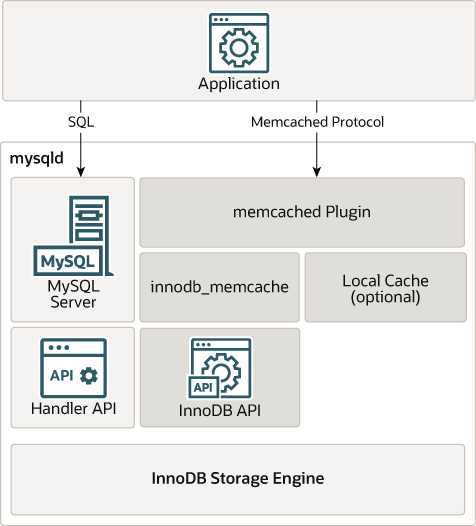 Application
SQL
Memcached Protocol
mysqld
memcached Plugin
MySQL
MySQL
Server
innodb_memcache
Local Cache
(optional)
API
Handler API
API
InnoDB API
InnoDB Storage Engine